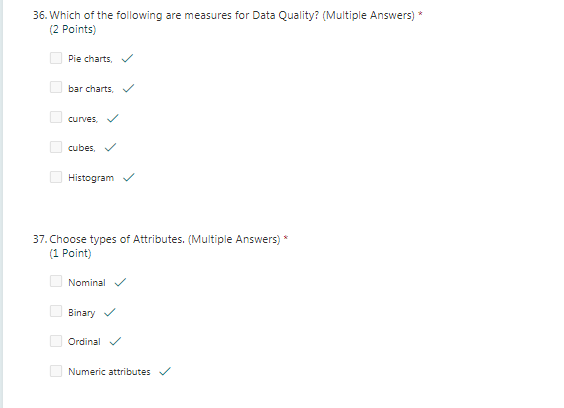 36. Which of the following are measures for Data Quality? (Multiple Answers) *
(2 Points)
Pie charts,
bar charts,
curves,
cubes,
Histogram
37. Choose types of Attributes. (Multiple Answers) *
(1 Point)
Nominal
Binary
Ordinal
Numeric attributes